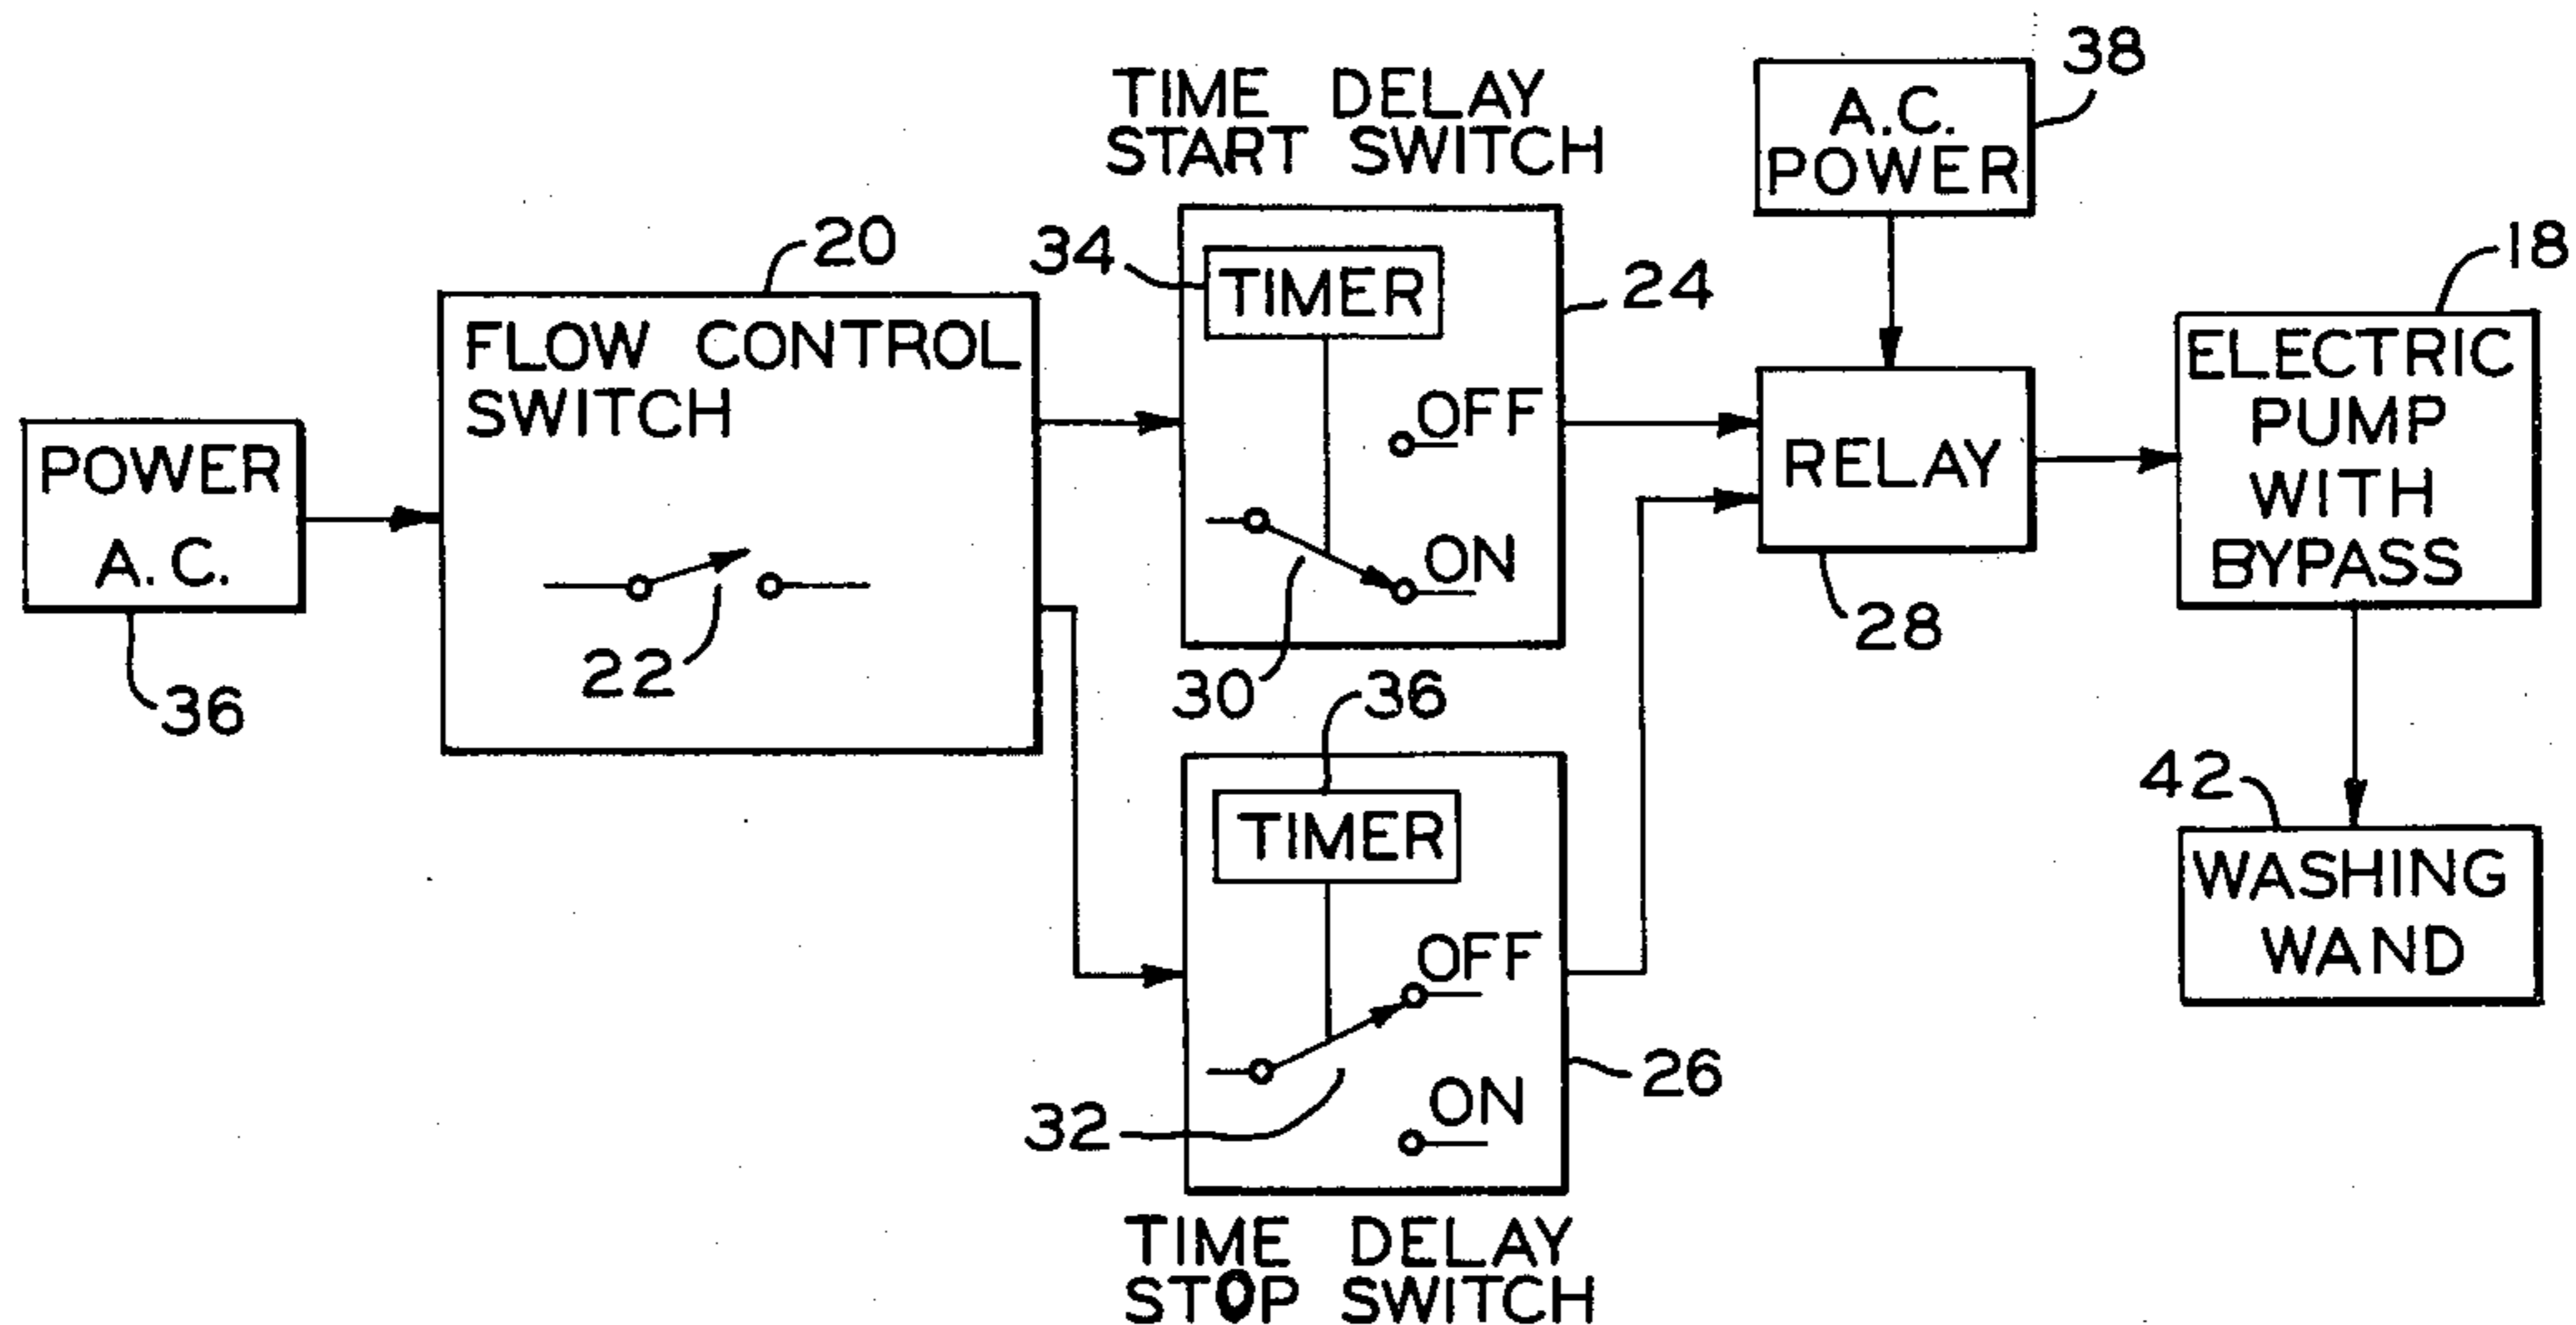 POWER
A.C.
36
20
FLOW CONTROL
SWITCH
22
TIME DELAY
START SWITCH
34
TIMER
24
OFF
ON
30
36
TIMER
OFF
ON
32
26
TIME DELAY
STOP SWITCH
38
A.C.
POWER
RELAY
28
18
ELECTRIC
PUMP
WITH
BYPASS
42
WASHING
WAND